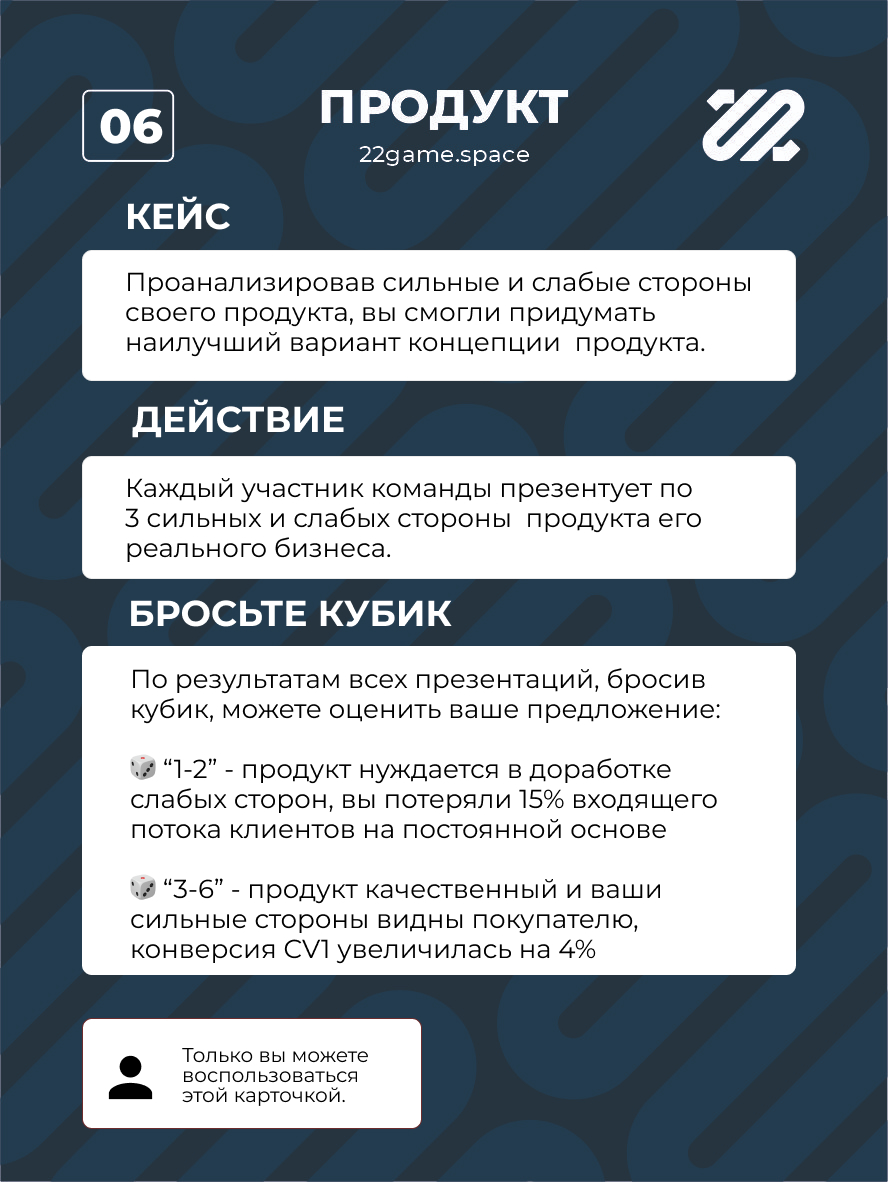 06
ПРОДУКТ
22game.space
КЕЙС
Проанализировав сильные и слабые стороны
своего продукта, вы смогли придумать
наилучший вариант концепции  продукта.
ДЕЙСТВИЕ
Каждый участник команды презентует по
3 сильных и слабых стороны  продукта его
реального бизнеса.
БРОСЬТЕ КУБИК
По результатам всех презентаций, бросив
кубик, можете оценить ваше предложение:
“1-2” - продукт нуждается в доработке
слабых сторон, вы потеряли 15% входящего
потока клиентов на постоянной основе
“3-6” - продукт качественный и ваши
сильные стороны видны покупателю,
конверсия CV1 увеличилась на 4%
Только вы можете
воспользоваться
этой карточкой.